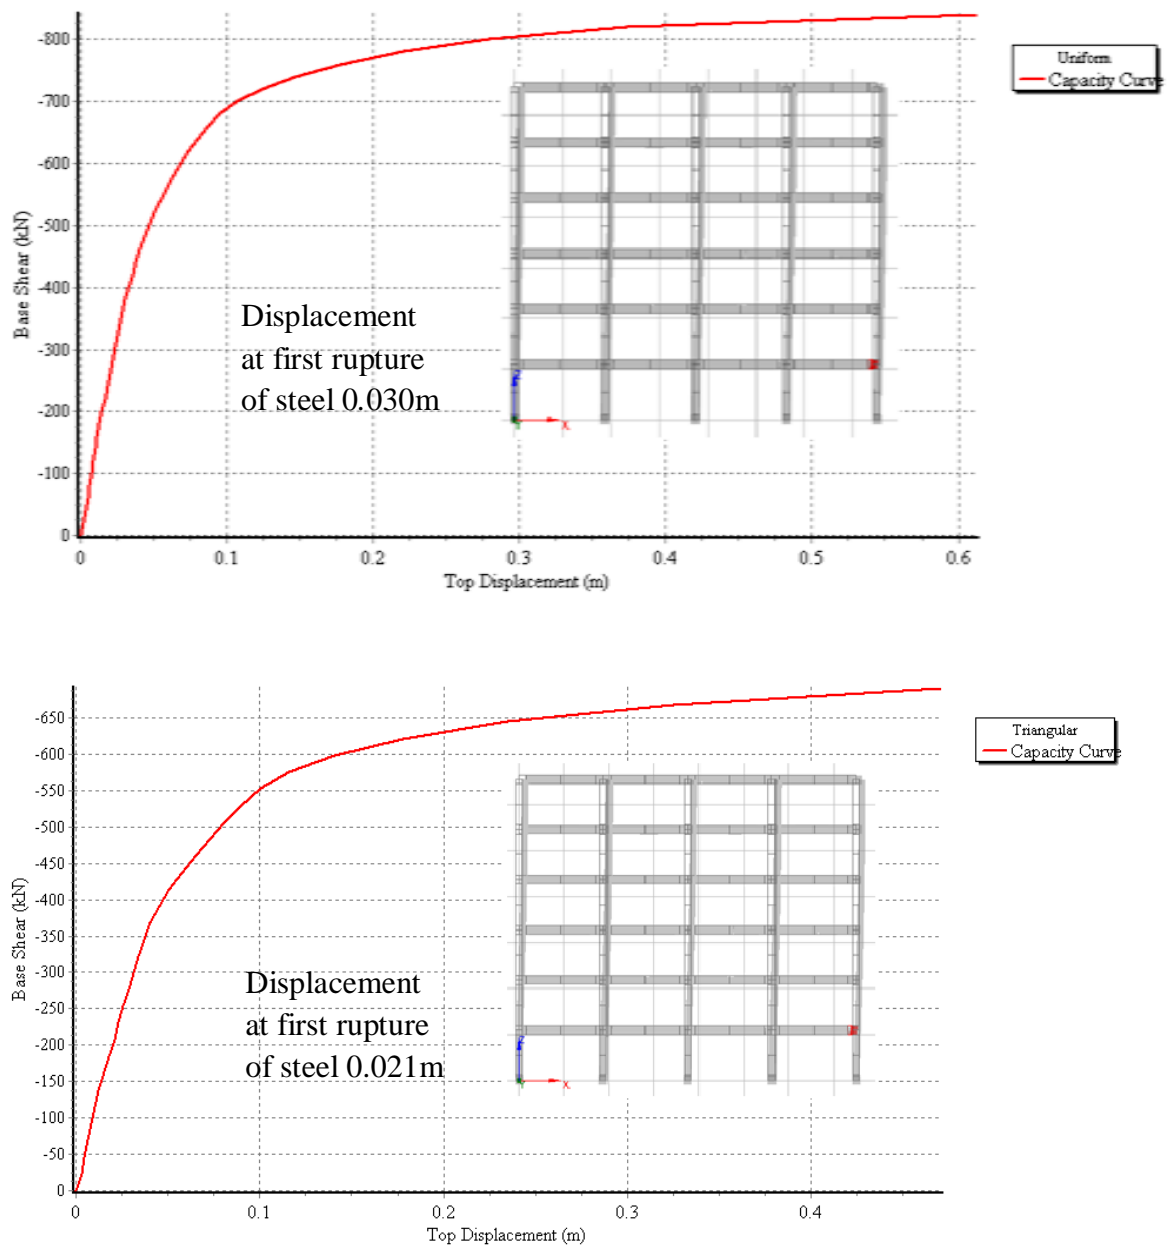 -800
-700
-600
-500
-400
-300
-200
-100
0
Base Shear (kN)
0 0.1 0.2 0.3 0.4 0.5 0.6
Top Displacement (m)
Uniform
Capacity Curve
Displacement
at first rupture
of steel 0.030m
Z
X
-650
-600
-550
-500
-450
-400
-350
-300
-250
-200
-150
-100
-50
0
Base Shear (kN)
0 0.1 0.2 0.3 0.4
Top Displacement (m)
Triangular
Capacity Curve
Displacement
at first rupture
of steel 0.021m
Z
X